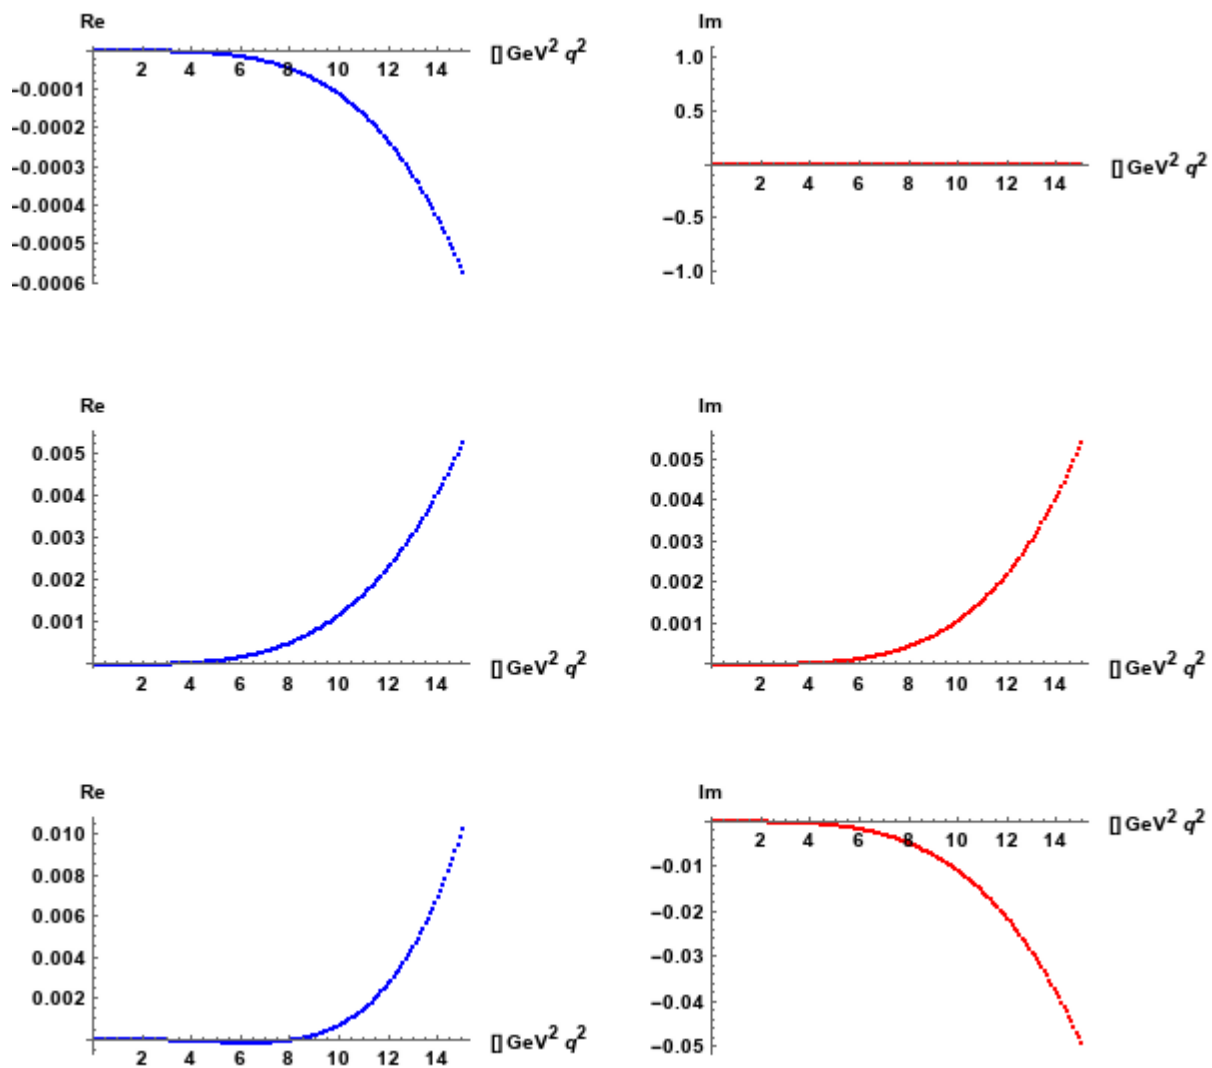 Re
[] GeV² q²
2 4 6 8 10 12 14
-0.0001
-0.0002
-0.0003
-0.0004
-0.0005
-0.0006
Im
1.0
0.5
[] GeV² q²
2 4 6 8 10 12 14
-0.5
-1.0
Re
0.005
0.004
0.003
0.002
0.001
[] GeV² q²
2 4 6 8 10 12 14
Im
0.005
0.004
0.003
0.002
0.001
[] GeV² q²
2 4 6 8 10 12 14
Re
0.010
0.008
0.006
0.004
0.002
[] GeV² q²
2 4 6 8 10 12 14
Im
[] GeV² q²
2 4 6 8 10 12 14
-0.01
-0.02
-0.03
-0.04
-0.05